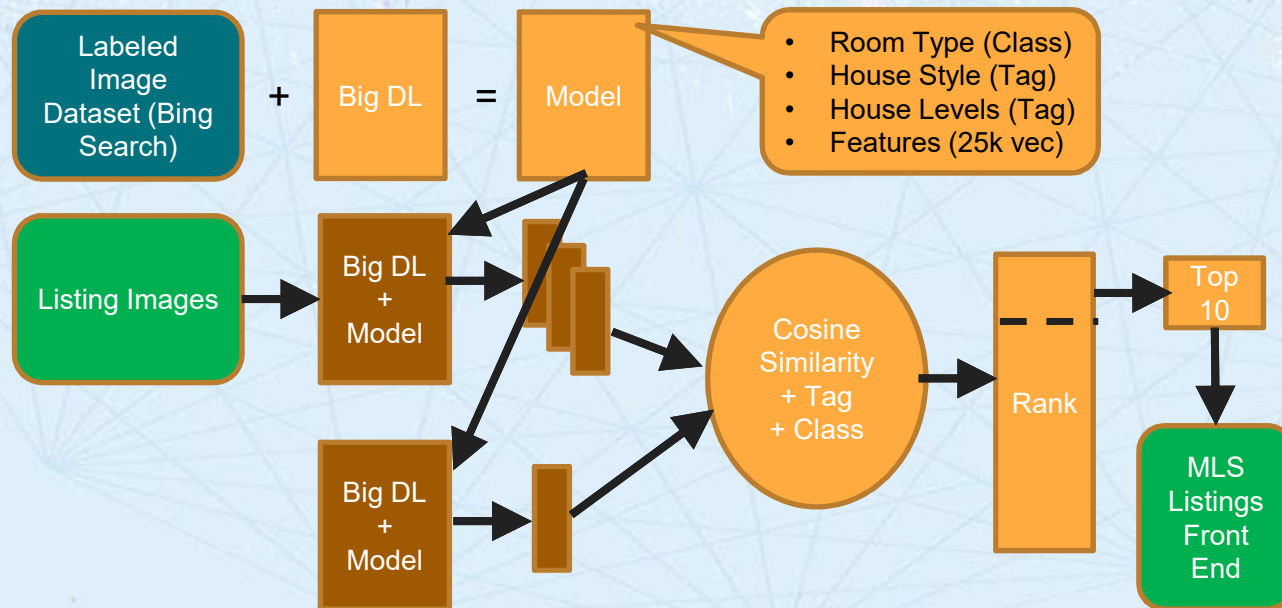 Labeled
Image
Dataset (Bing
Search)
+
Big DL
=
Model
• Room Type (Class)
• House Style (Tag)
• House Levels (Tag)
• Features (25k vec)
Listing Images
Big DL
+
Model
Cosine
Similarity
+ Tag
+ Class
Rank
Top
10
Big DL
+
Model
MLS
Listings
Front
End